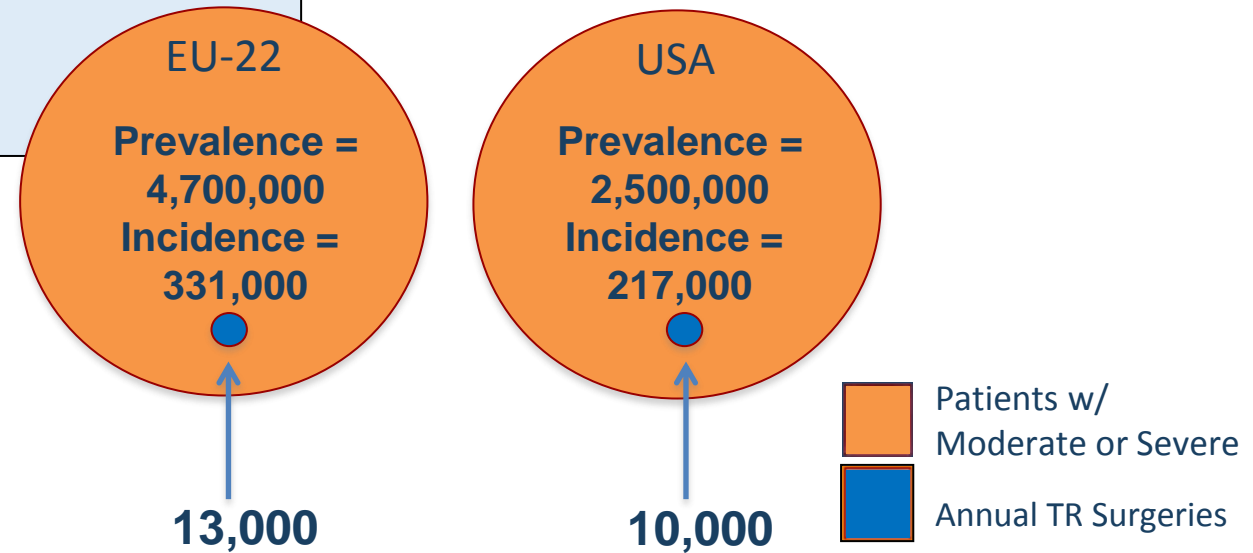 EU-22
Prevalence =
4,700,000
Incidence =
331,000
13,000
USA
Prevalence =
2,500,000
Incidence =
217,000
10,000
Patients w/
Moderate or Severe
Annual TR Surgeries